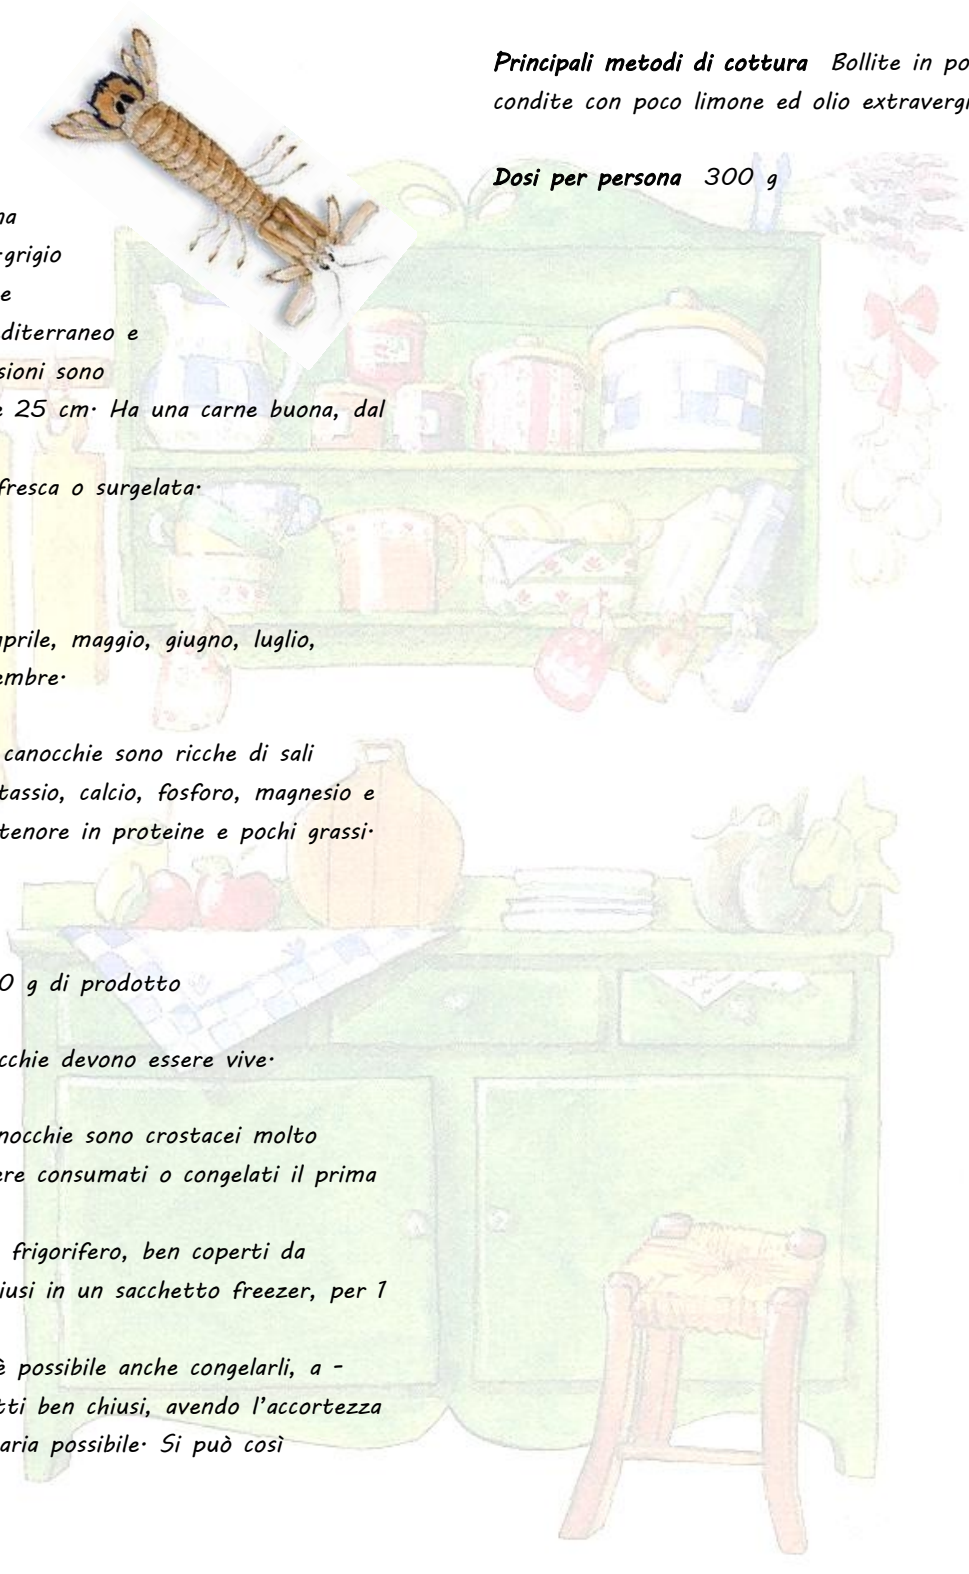 na
grigio
e
diterraneo e
sioni sono
e 25 cm· Ha una carne buona, dal
fresca o surgelata·
aprile, maggio, giugno, luglio,
embre·
canocchie sono ricche di sali
tassio, calcio, fosforo, magnesio e
tenore in proteine e pochi grassi·
0 g di prodotto
cchie devono essere vive·
nocchie sono crostacei molto
ere consumati o congelati il prima
frigorifero, ben coperti da
iusi in un sacchetto freezer, per 1
è possibile anche congelarli, a -
tti ben chiusi, avendo l’accortezza
aria possibile· Si può così
Principali metodi di cottura Bollite in po
condite con poco limone ed olio extraverg
Dosi per persona 300 g